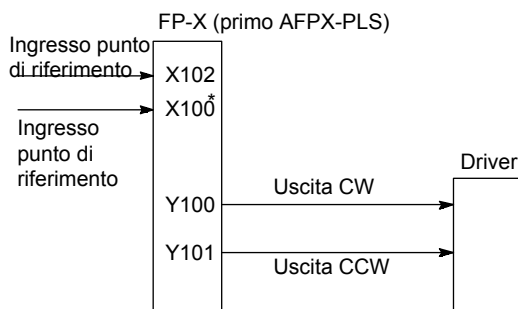 FP-X (primo AFPX-PLS)
Ingresso punto
di riferimento
X102
X100*
Ingresso
punto di
riferimento
Driver
Y100
Uscita CW
Y101
Uscita CCW